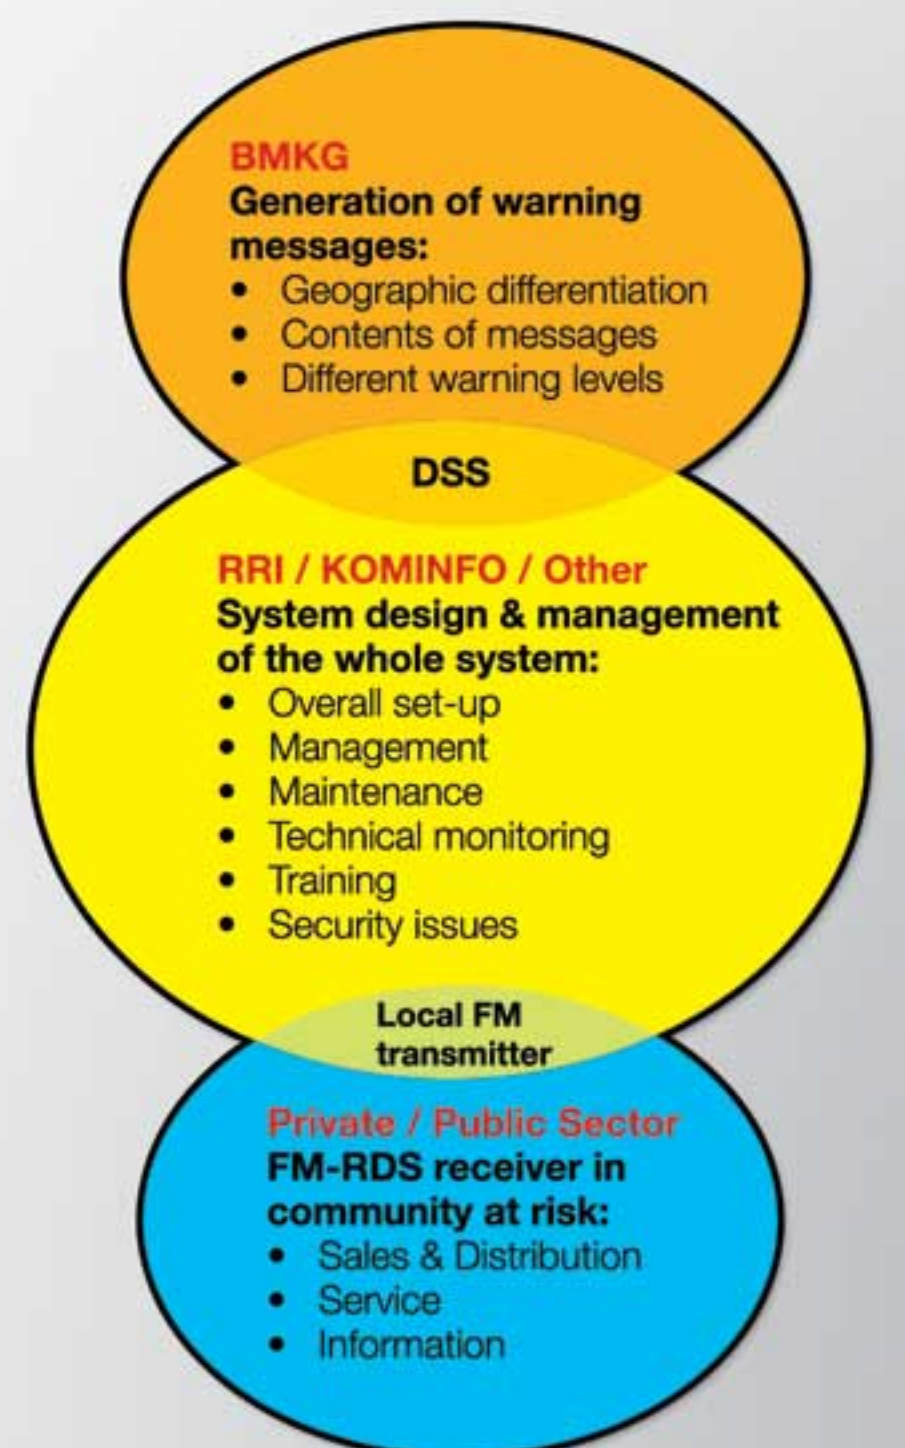 BMKG
Generation of warning
messages:
• Geographic differentiation
• Contents of messages
• Different warning levels
DSS
RRI / KOMINFO / Other
System design & management
of the whole system:
• Overall set-up
• Management
• Maintenance
• Technical monitoring
• Training
• Security issues
Local FM
transmitter
Private / Public Sector
FM-RDS receiver in
community at risk:
• Sales & Distribution
• Service
• Information